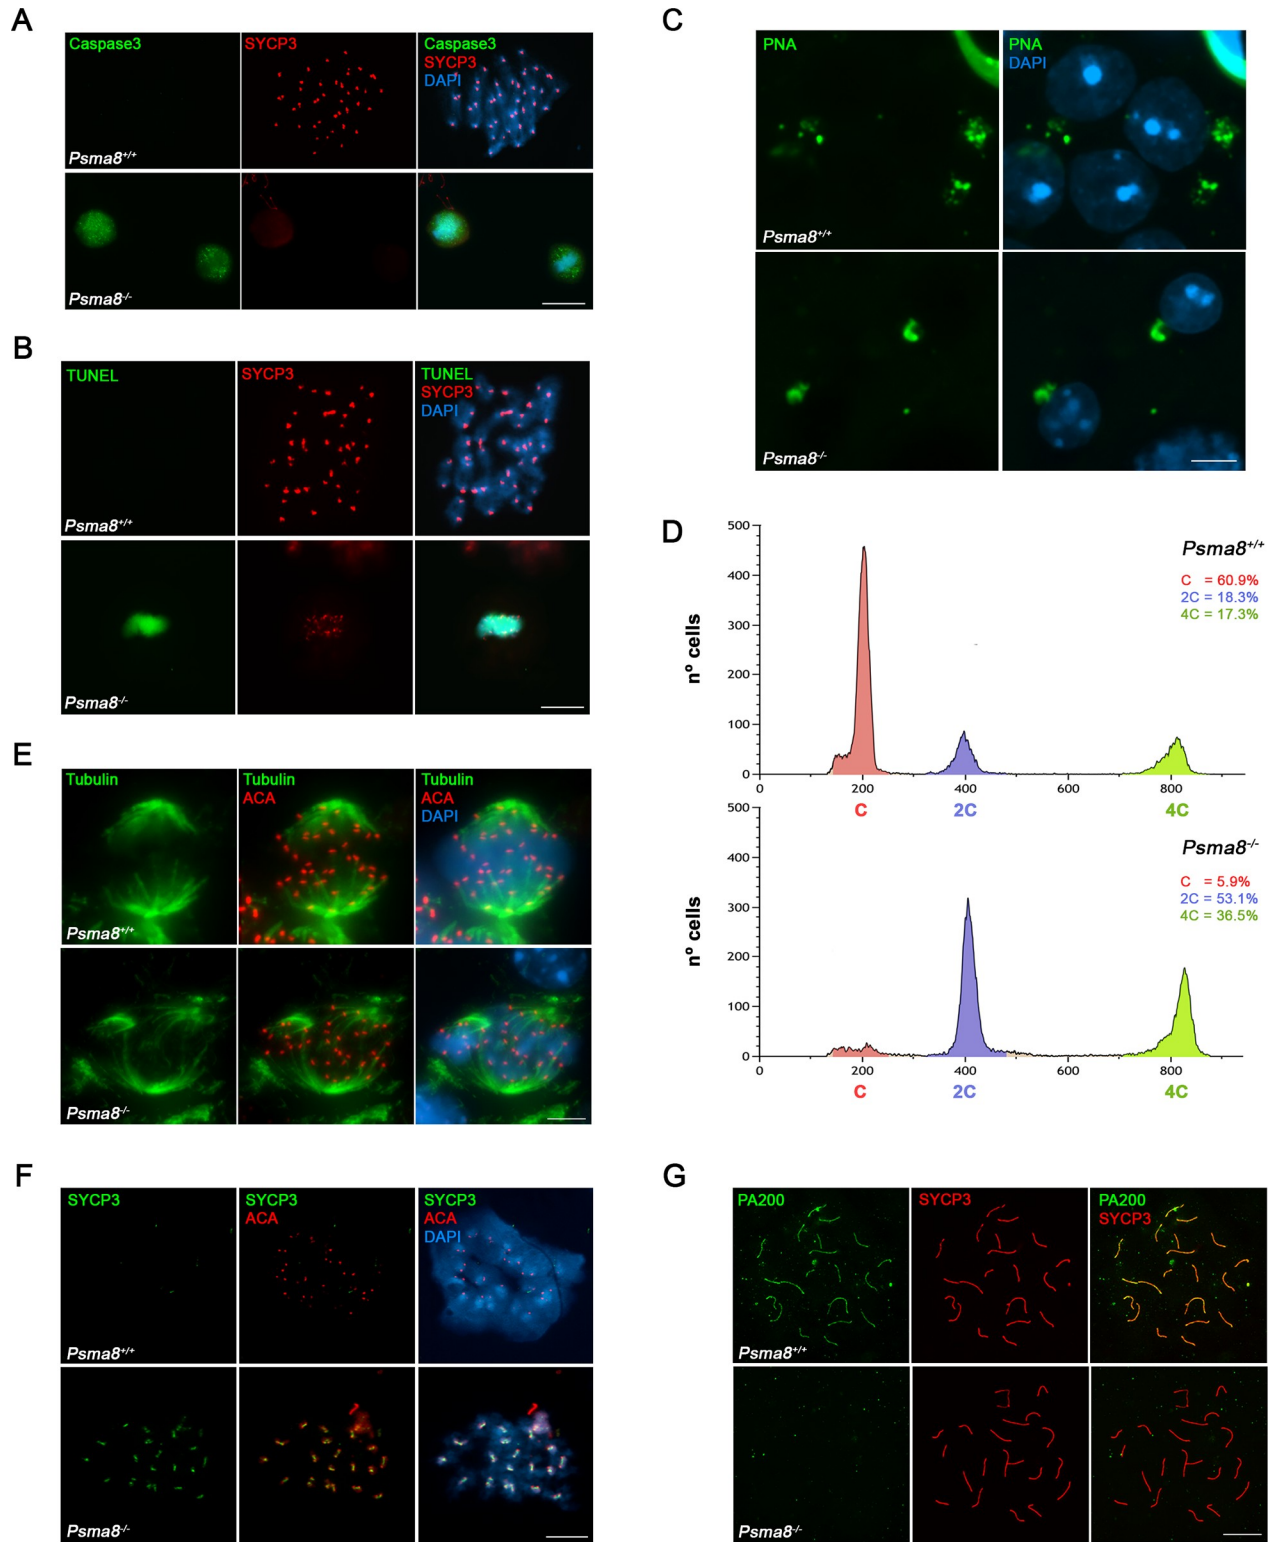 A
Caspase3
SYCP3
Caspase3
SYCP3
DAPI
Psma8+/+
Psma8-/-
B
TUNEL
SYCP3
TUNEL
SYCP3
DAPI
Psma8+/+
Psma8-/-
C
PNA
PNA
DAPI
Psma8+/+
Psma8-/-
D
500
400
300
200
100
0
nº cells
Psma8+/+
C = 60.9%
2C = 18.3%
4C = 17.3%
0 200 400 600 800
C 2C 4C
500
400
300
200
100
0
nº cells
Psma8-/-
C = 5.9%
2C = 53.1%
4C = 36.5%
0 200 400 600 800
C 2C 4C
E
Tubulin
Tubulin
ACA
Tubulin
ACA
DAPI
Psma8+/+
Psma8-/-
F
SYCP3
SYCP3
ACA
SYCP3
ACA
DAPI
Psma8+/+
Psma8-/-
G
PA200
SYCP3
PA200
SYCP3
Psma8+/+
Psma8-/-